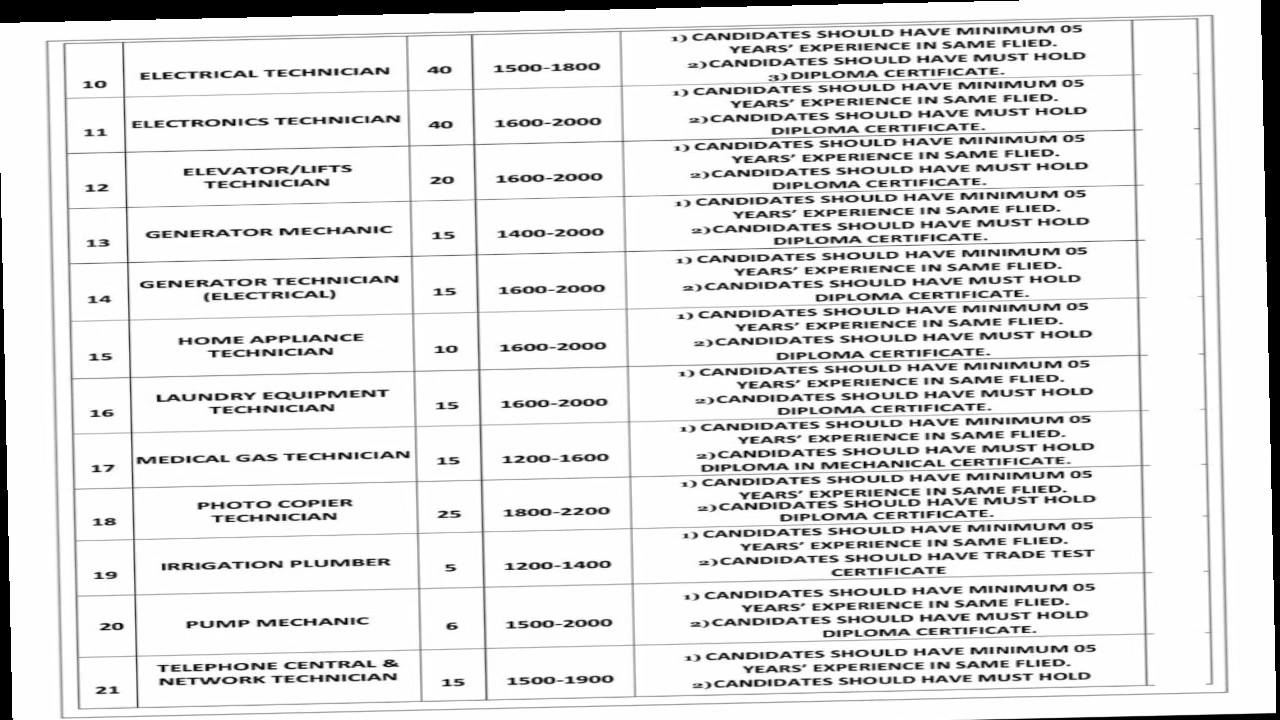 10 ELECTRICAL TECHNICIAN 40 1500-1800 1) CANDIDATES SHOULD HAVE MINIMUM 05
YEARS' EXPERIENCE IN SAME FLIED.
2)CANDIDATES SHOULD HAVE MUST HOLD
3)DIPLOMA CERTIFICATE.
11 ELECTRONICS TECHNICIAN 40 1600-2000 1) CANDIDATES SHOULD HAVE MINIMUM 05
YEARS' EXPERIENCE IN SAME FLIED.
2)CANDIDATES SHOULD HAVE MUST HOLD
DIPLOMA CERTIFICATE.
12 ELEVATOR/LIFTS
TECHNICIAN 20 1600-2000 1) CANDIDATES SHOULD HAVE MINIMUM 05
YEARS' EXPERIENCE IN SAME FLIED.
2)CANDIDATES SHOULD HAVE MUST HOLD
DIPLOMA CERTIFICATE.
13 GENERATOR MECHANIC 15 1400-2000 1) CANDIDATES SHOULD HAVE MINIMUM 05
YEARS' EXPERIENCE IN SAME FLIED.
2)CANDIDATES SHOULD HAVE MUST HOLD
DIPLOMA CERTIFICATE.
14 GENERATOR TECHNICIAN
(ELECTRICAL) 15 1600-2000 1) CANDIDATES SHOULD HAVE MINIMUM 05
YEARS' EXPERIENCE IN SAME FLIED.
2)CANDIDATES SHOULD HAVE MUST HOLD
DIPLOMA CERTIFICATE.
15 HOME APPLIANCE
TECHNICIAN 10 1600-2000 1) CANDIDATES SHOULD HAVE MINIMUM 05
YEARS' EXPERIENCE IN SAME FLIED.
2)CANDIDATES SHOULD HAVE MUST HOLD
DIPLOMA CERTIFICATE.
16 LAUNDRY EQUIPMENT
TECHNICIAN 15 1600-2000 1) CANDIDATES SHOULD HAVE MINIMUM 05
YEARS' EXPERIENCE IN SAME FLIED.
2)CANDIDATES SHOULD HAVE MUST HOLD
DIPLOMA CERTIFICATE.
17 MEDICAL GAS TECHNICIAN 15 1200-1600 1) CANDIDATES SHOULD HAVE MINIMUM 05
YEARS' EXPERIENCE IN SAME FLIED.
2)CANDIDATES SHOULD HAVE MUST HOLD
DIPLOMA IN MECHANICAL CERTIFICATE.
18 PHOTO COPIER
TECHNICIAN 25 1800-2200 1) CANDIDATES SHOULD HAVE MINIMUM 05
YEARS' EXPERIENCE IN SAME FLIED.
2)CANDIDATES SHOULD HAVE MUST HOLD
DIPLOMA CERTIFICATE.
19 IRRIGATION PLUMBER 5 1200-1400 1) CANDIDATES SHOULD HAVE MINIMUM 05
YEARS' EXPERIENCE IN SAME FLIED.
2)CANDIDATES SHOULD HAVE TRADE TEST
CERTIFICATE
20 PUMP MECHANIC 6 1500-2000 1) CANDIDATES SHOULD HAVE MINIMUM 05
YEARS' EXPERIENCE IN SAME FLIED.
2)CANDIDATES SHOULD HAVE MUST HOLD
DIPLOMA CERTIFICATE.
21 TELEPHONE CENTRAL &
NETWORK TECHNICIAN 15 1500-1900 1) CANDIDATES SHOULD HAVE MINIMUM 05
YEARS' EXPERIENCE IN SAME FLIED.
2)CANDIDATES SHOULD HAVE MUST HOLD